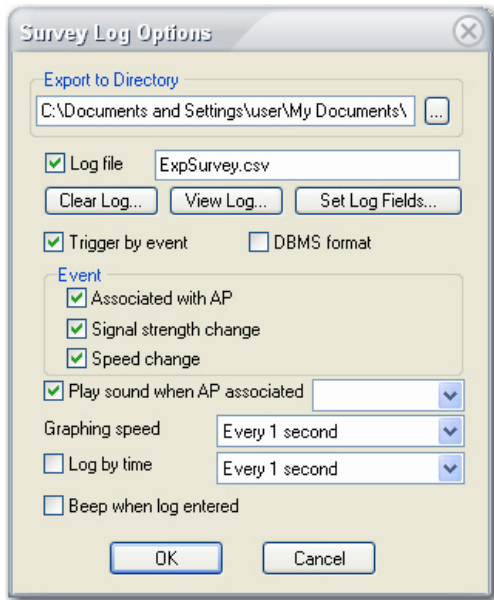 Survey Log Options
Export to Directory
C:\Documents and Settings\user\My Documents\ ...
Log file ExpSurvey.csv
Clear Log... View Log... Set Log Fields...
Trigger by event DBMS format
Event
Associated with AP
Signal strength change
Speed change
Play sound when AP associated
Graphing speed Every 1 second
Log by time Every 1 second
Beep when log entered
OK Cancel